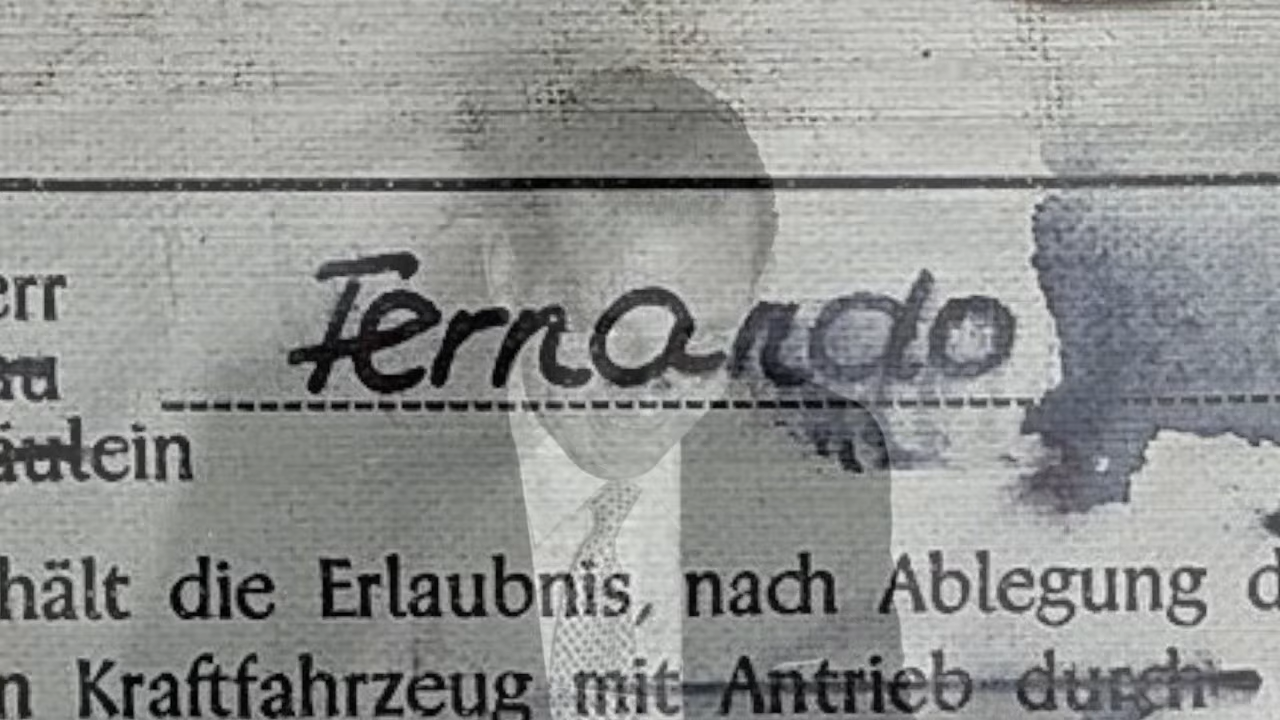 err
Fernando
au
äulein
hält die Erlaubnis, nach Ablegung d
n Kraftfahrzeug mit Antrieb durch